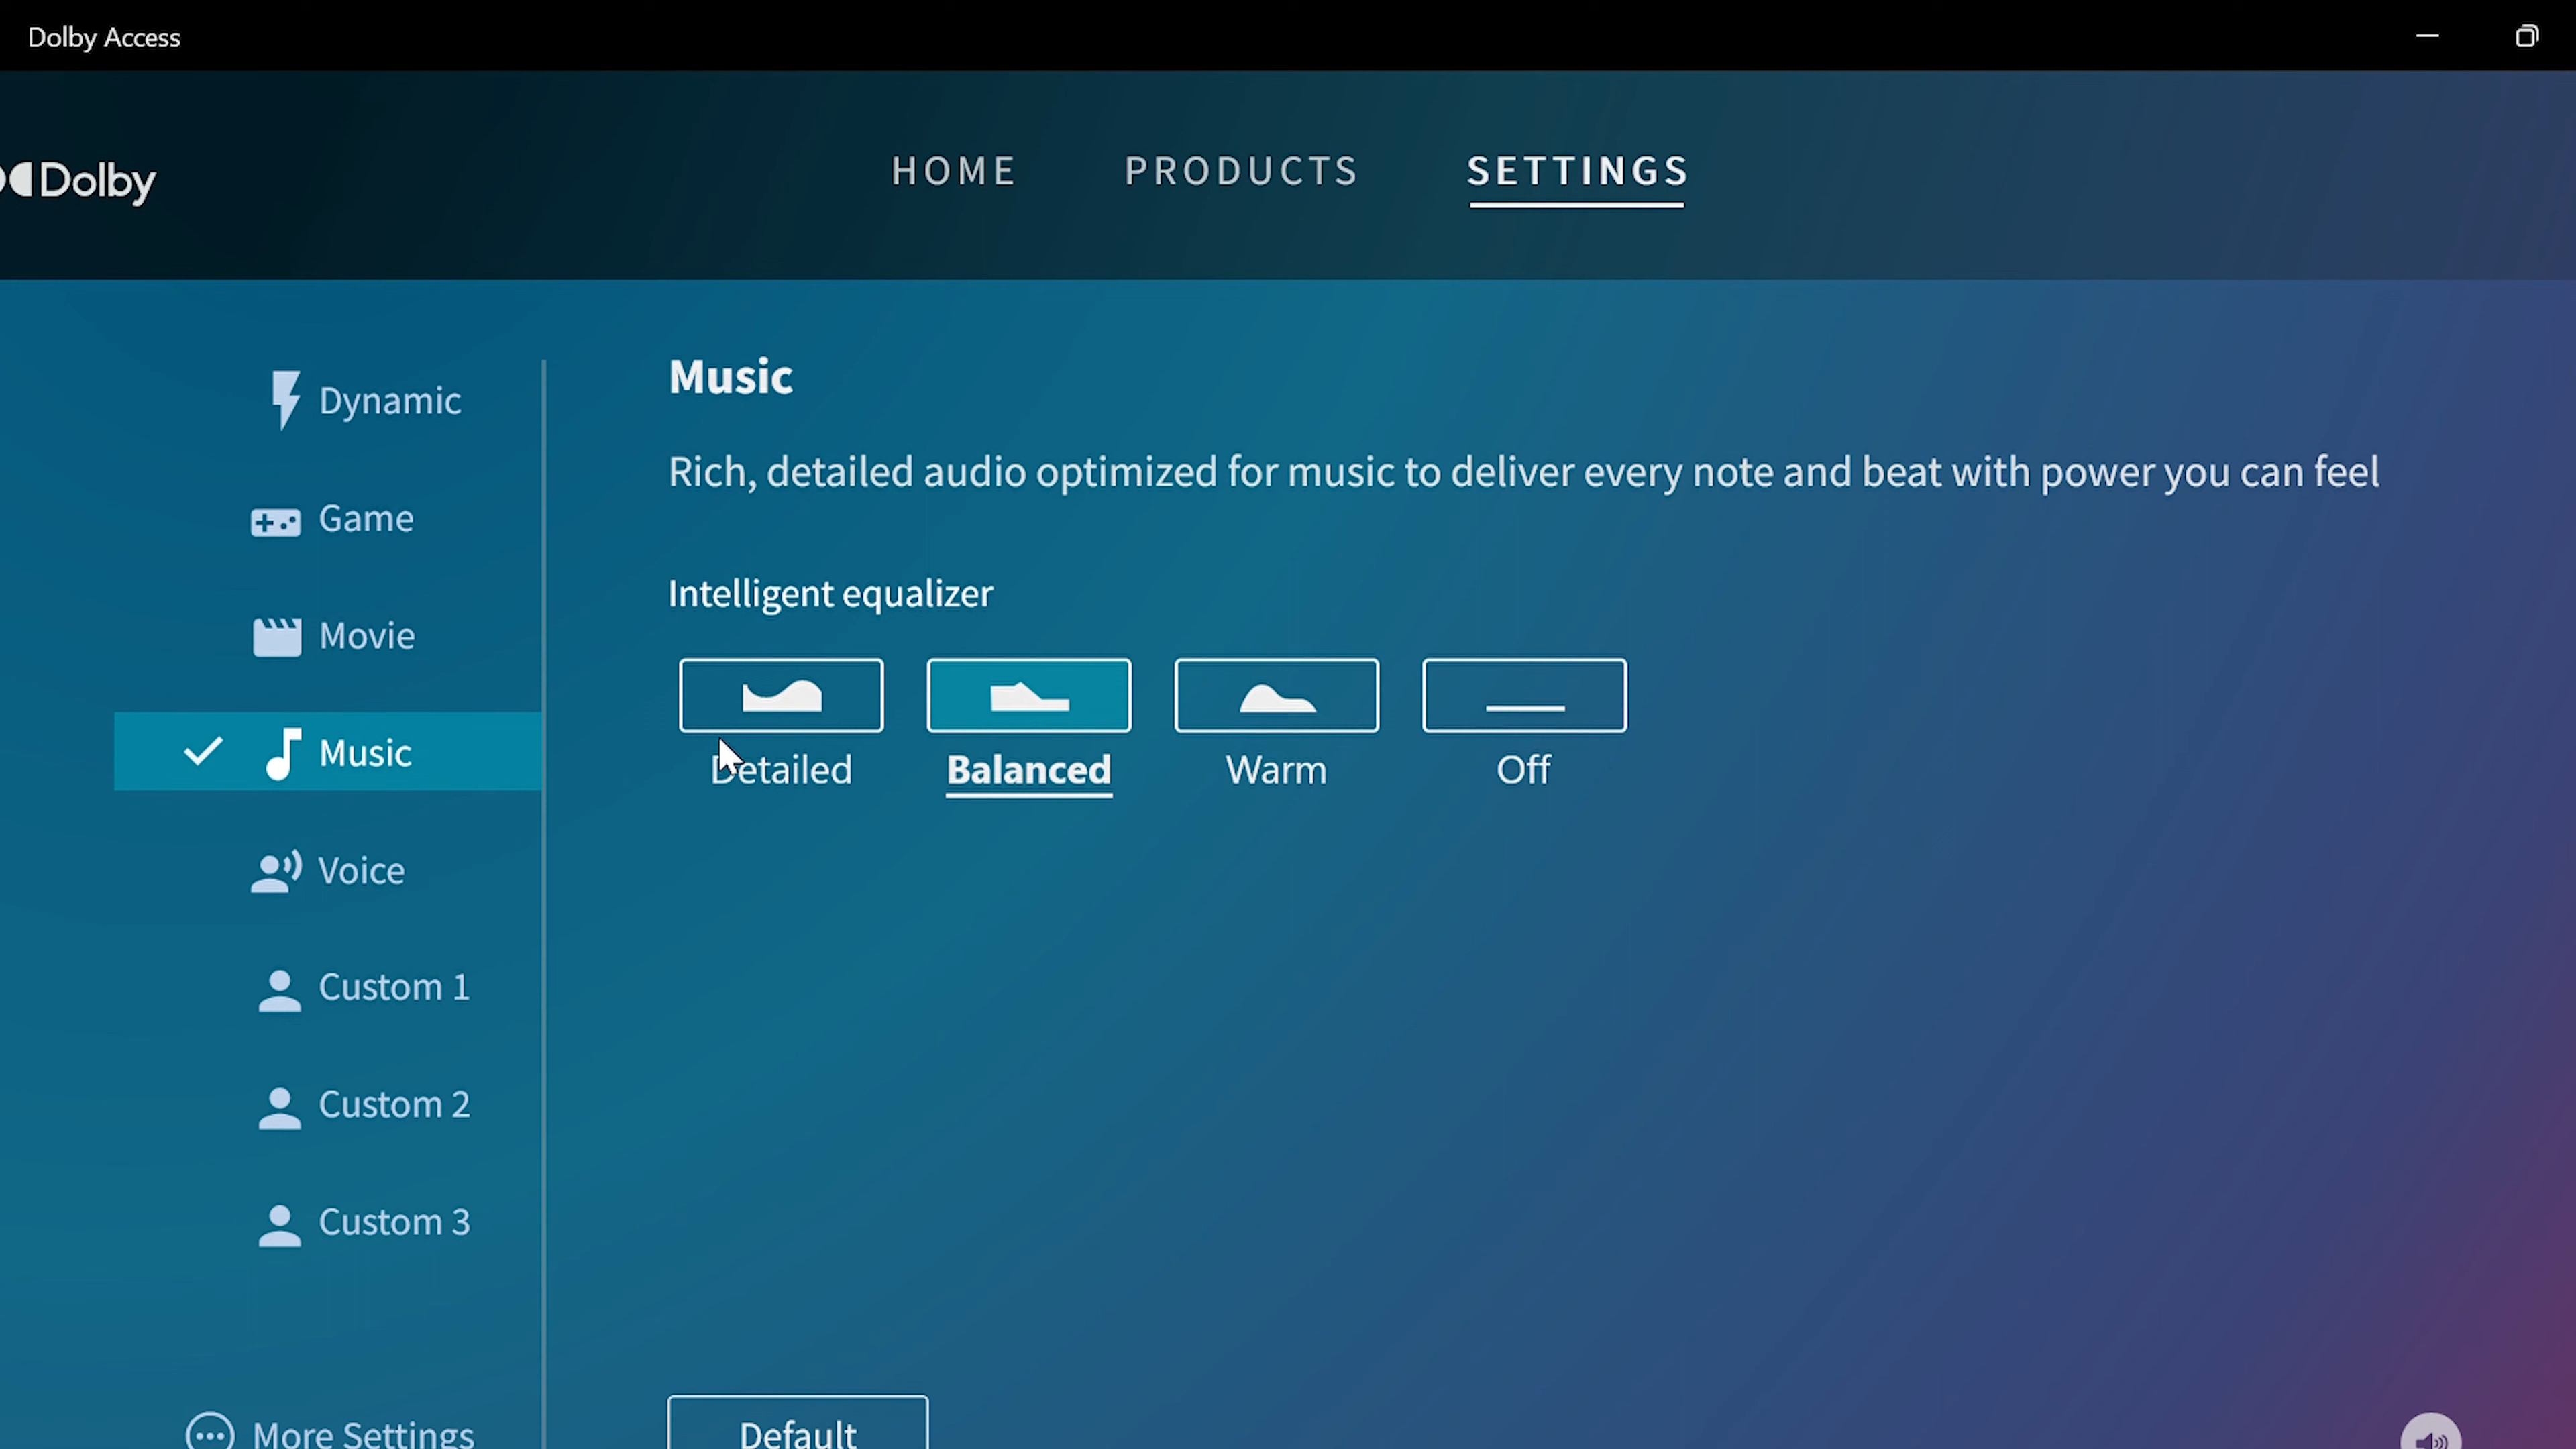 Dolby Access
Dolby
HOME PRODUCTS SETTINGS
Dynamic
Game
Movie
Music
Voice
Custom 1
Custom 2
Custom 3
More Settings
Music
Rich, detailed audio optimized for music to deliver every note and beat with power you can feel
Intelligent equalizer
Detailed Balanced Warm Off
Default